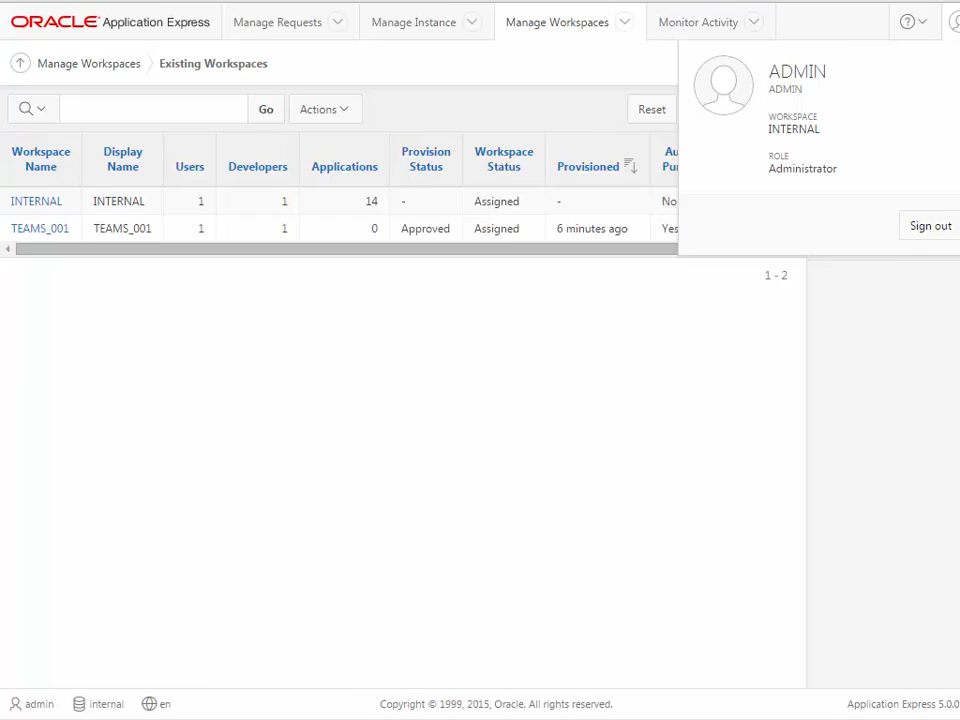 ORACLE Application Express
Manage Requests
Manage Instance
Manage Workspaces
Monitor Activity
Manage Workspaces
Existing Workspaces
ADMIN
ADMIN
WORKSPACE
INTERNAL
ROLE
Administrator
Sign out
Go
Actions
Reset
Workspace Name
Display Name
Users
Developers
Applications
Provision Status
Workspace Status
Provisioned
INTERNAL INTERNAL 1 1 14 - Assigned - No
TEAMS_001 TEAMS_001 1 1 0 Approved Assigned 6 minutes ago Yes
1 - 2
admin
internal
en
Copyright © 1999, 2015, Oracle. All rights reserved.
Application Express 5.0.0